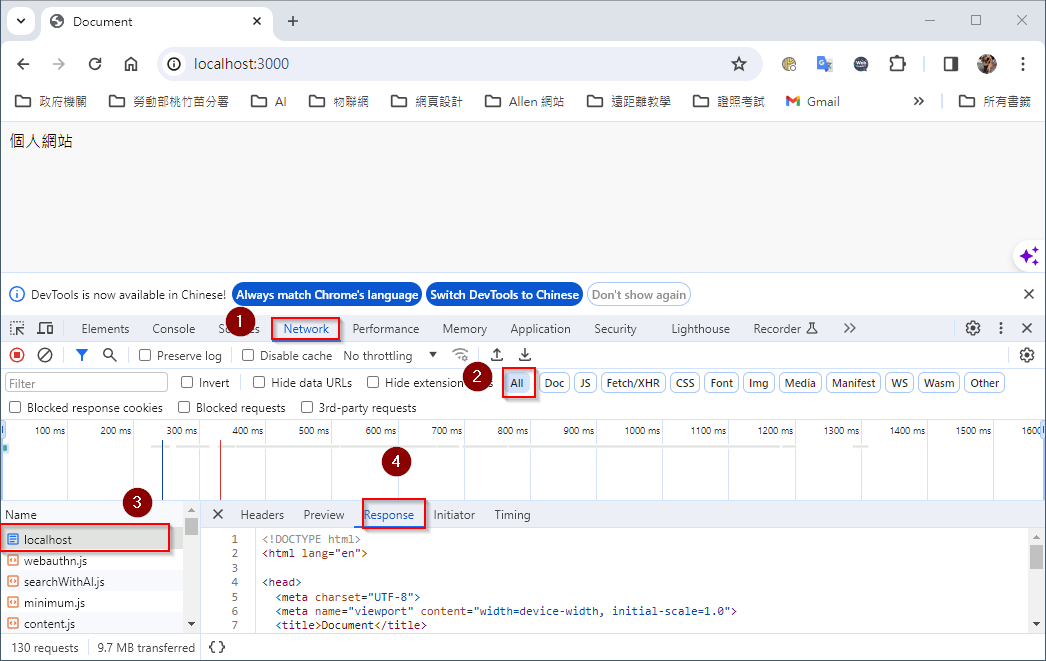 Document
localhost:3000
政府機關 勞動部桃竹苗分署 AI 物聯網 網頁設計 Allen 網站 遠距離教學 證照考試 Gmail 所有書籤
個人網站
DevTools is now available in Chinese! Always match Chrome's language Switch DevTools to Chinese Don't show again
1
Elements Console Network Performance Memory Application Security Lighthouse Recorder
Preserve log Disable cache No throttling
2
Filter Invert Hide data URLs Hide extension All Doc JS Fetch/XHR CSS Font Img Media Manifest WS Wasm Other
Blocked response cookies Blocked requests 3rd-party requests
100 ms 200 ms 300 ms 400 ms 500 ms 600 ms 700 ms 800 ms 900 ms 1000 ms 1100 ms 1200 ms 1300 ms 1400 ms 1500 ms 1600
4
3
Name Headers Preview Response Initiator Timing
localhost
webauthn.js
searchWithAI.js
minimum.js
content.js
1 <!DOCTYPE html>
2 <html lang="en">
3
4 <head>
5 <meta charset="UTF-8">
6 <meta name="viewport" content="width=device-width, initial-scale=1.0">
7 <title>Document</title>
130 requests 9.7 MB transferred {}